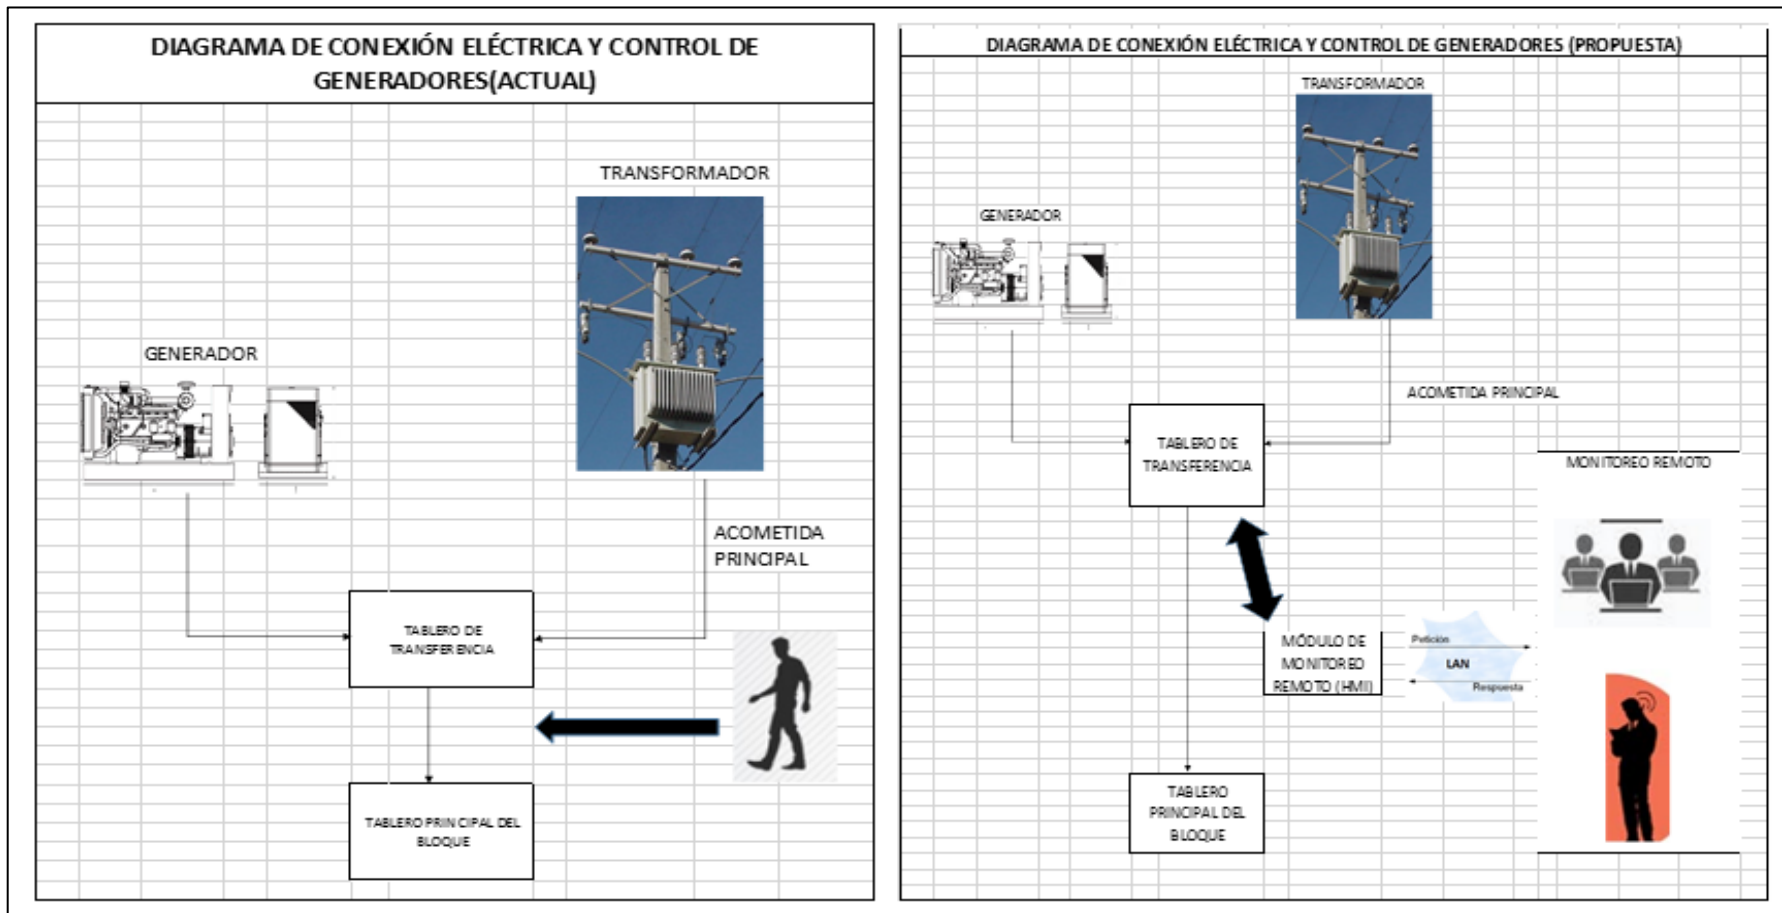 DIAGRAMA DE CONEXIÓN ELÉCTRICA Y CONTROL DE
GENERADORES(ACTUAL)
TRANSFORMADOR
GENERADOR
ACOMETIDA
PRINCIPAL
TABLERO DE
TRANSFERENCIA
TABLERO PRINCIPAL DEL
BLOQUE
DIAGRAMA DE CONEXIÓN ELÉCTRICA Y CONTROL DE GENERADORES (PROPUESTA)
TRANSFORMADOR
GENERADOR
ACOMETIDA PRINCIPAL
TABLERO DE
TRANSFERENCIA
MONITOREO REMOTO
MÓDULO DE
MONITOREO
REMOTO (HMI)
Petición
LAN
Respuesta
TABLERO
PRINCIPAL DEL
BLOQUE